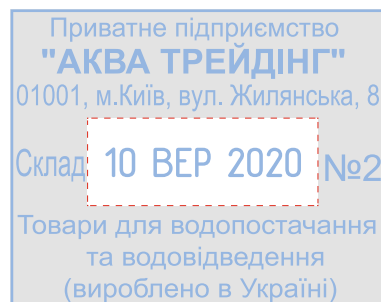 Приватне підприємство
"АКВА ТРЕЙДІНГ"
01001, м.Київ, вул. Жилянська, 8
Склад 10 ВЕР 2020 №2
Товари для водопостачання
та водовідведення
(вироблено в Україні)